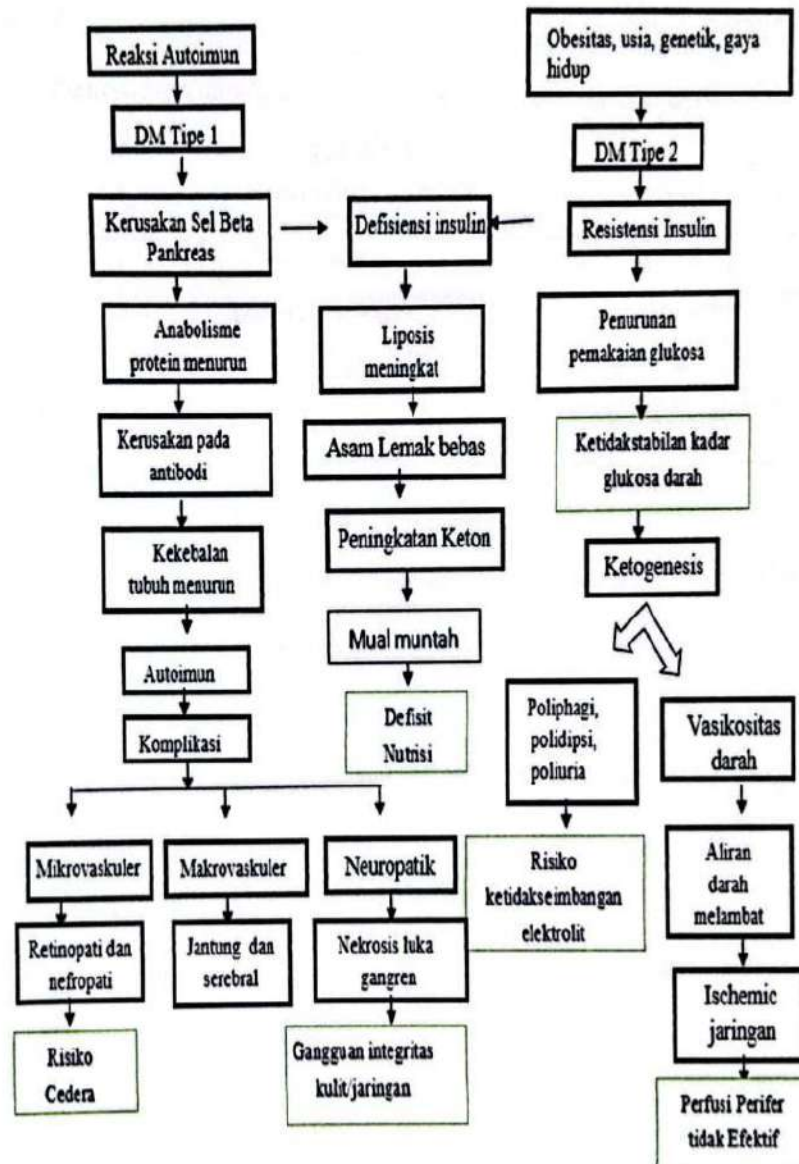 Reaksi Autoimun
DM Tipe 1
Kerusakan Sel Beta
Pankreas
Anabolisme
protein menurun
Kerusakan pada
antibodi
Kekebalan
tubuh menurun
Autoimun
Komplikasi
Mikrovaskuler
Retinopati dan
nefropati
Risiko
Cedera
Makrovaskuler
Jantung dan
serebral
Neuropatik
Nekrosis luka
gangren
Gangguan integritas
kulit/jaringan
Defisiensi insulin
Liposis
meningkat
Asam Lemak bebas
Peningkatan Keton
Mual muntah
Defisit
Nutrisi
Obesitas, usia, genetik, gaya
hidup
DM Tipe 2
Resistensi Insulin
Penurunan
pemakaian glukosa
Ketidakstabilan kadar
glukosa darah
Ketogenesis
Poliphagi,
polidipsi,
poliuria
Risiko
ketidakseimbangan
elektrolit
Vasikositas
darah
Aliran
darah
melambat
Ischemic
jaringan
Perfusi Perifer
tidak Efektif